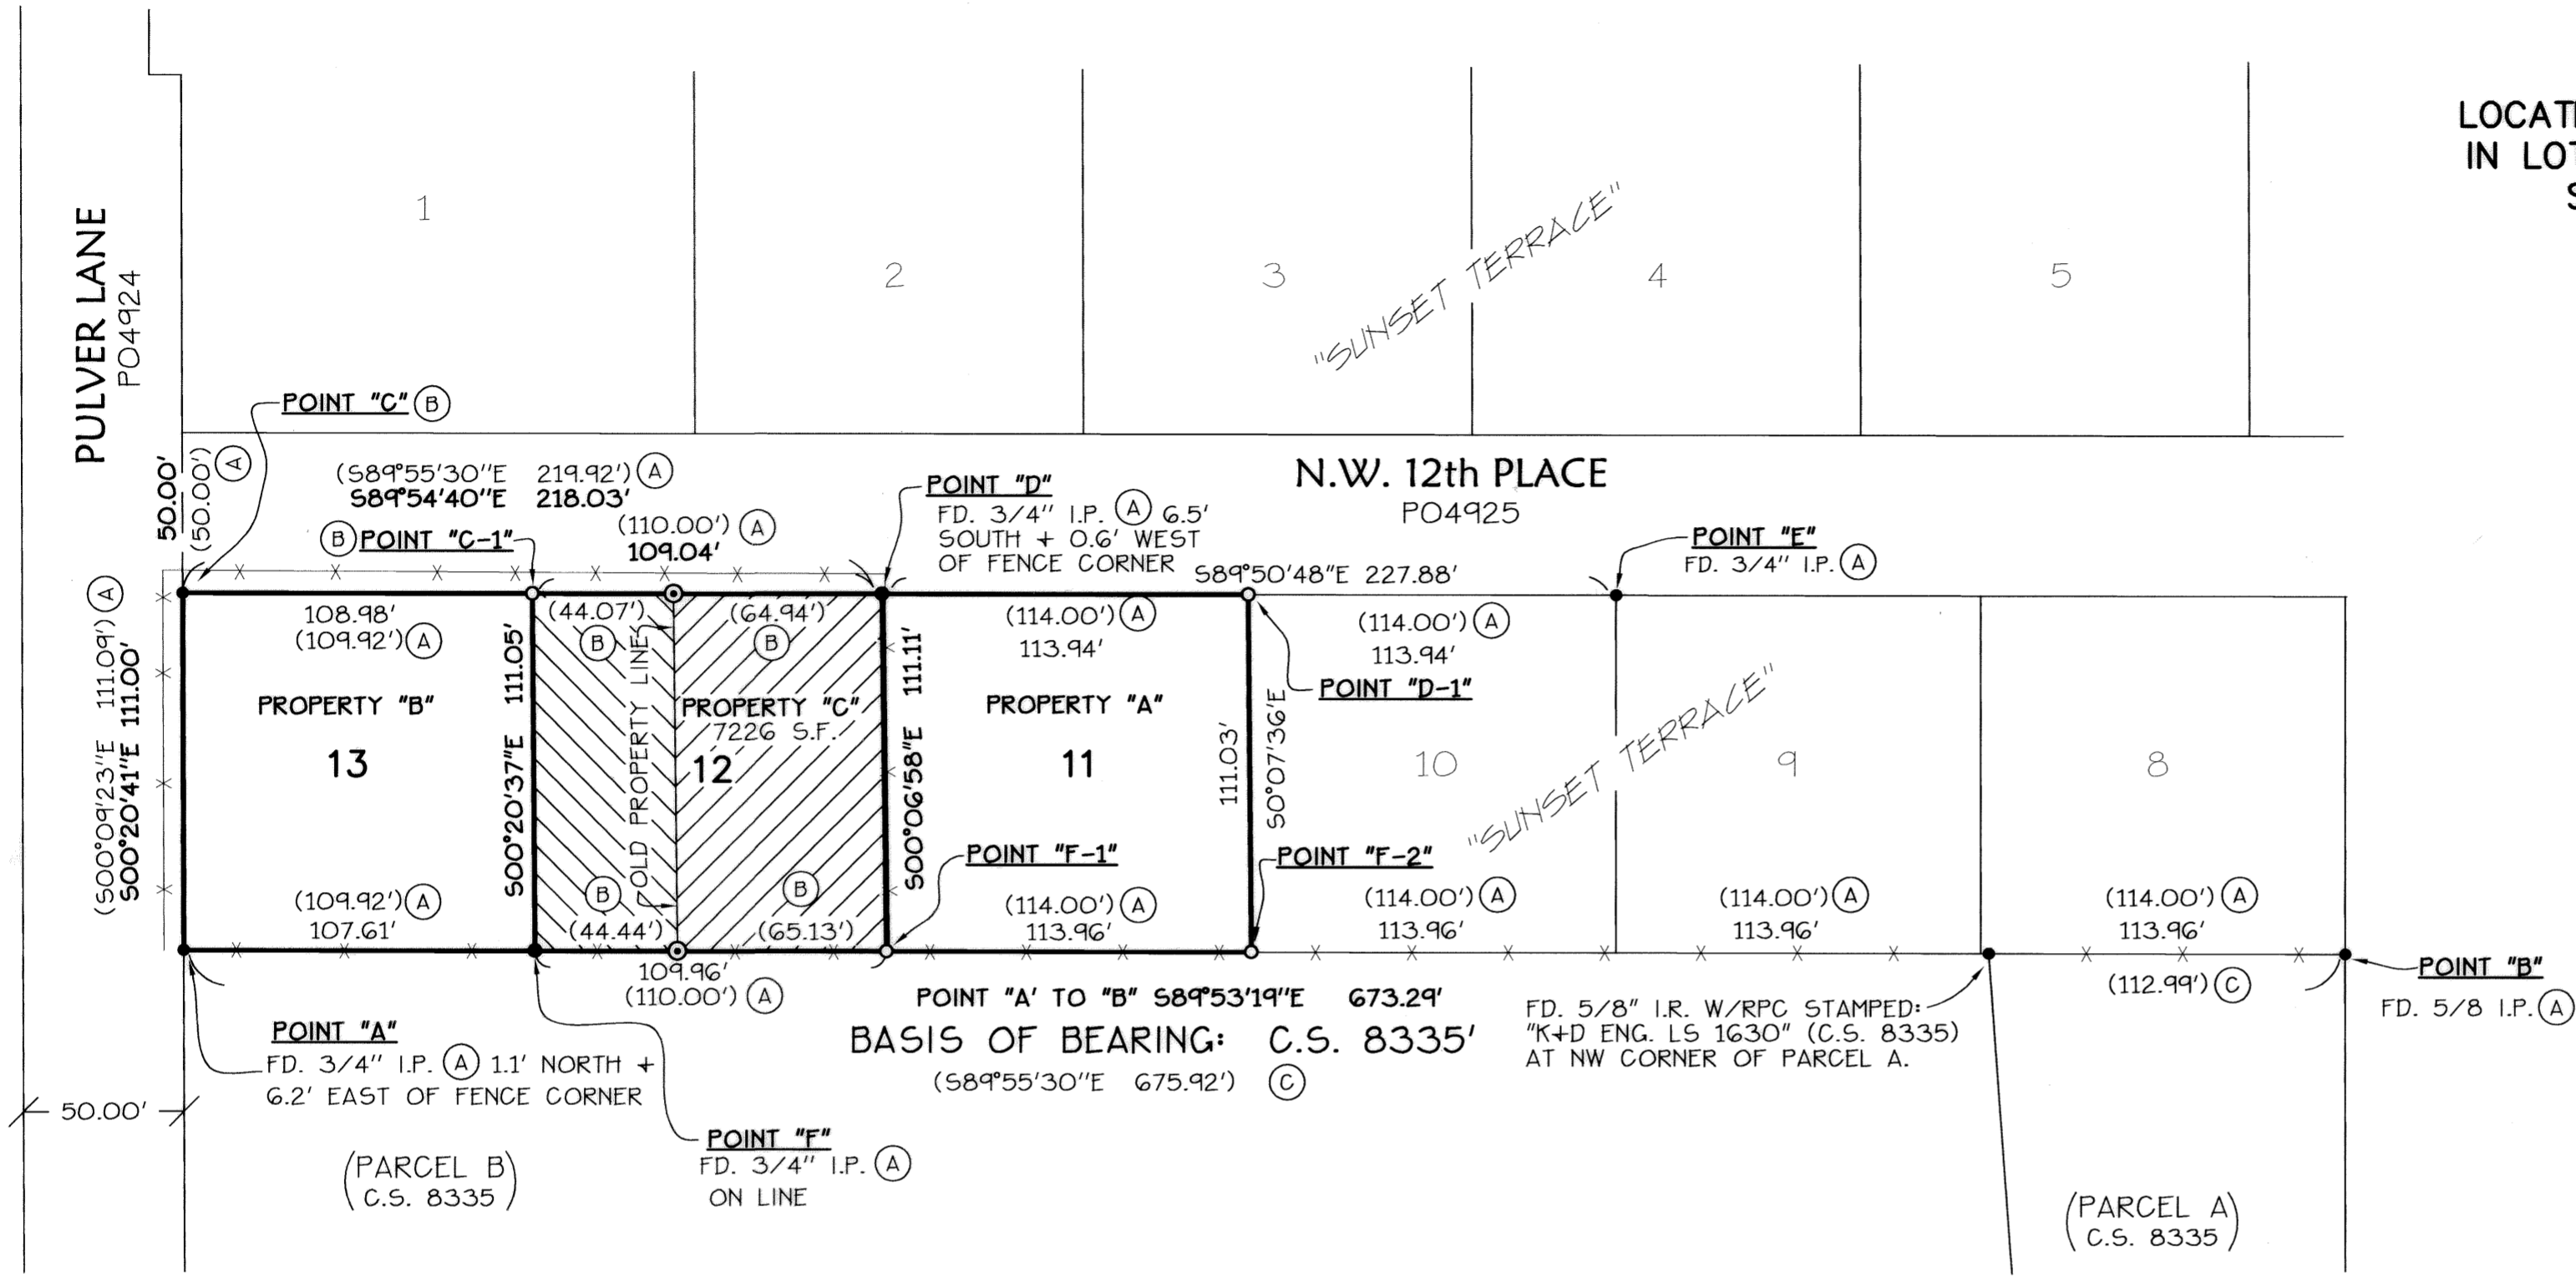 LOCAT
IN LOT
S
PULVER LANE
PO4924
1
2
3
4
5
"SUNSET TERRACE"
POINT "C" B
50.00'
(50.00') A
(S89°55'30"E 219.92') A
S89°54'40"E 218.03'
B POINT "C-1"
(110.00') A
109.04'
POINT "D"
FD. 3/4" I.P. A 6.5'
SOUTH + 0.6' WEST
OF FENCE CORNER
N.W. 12th PLACE
PO4925
S89°50'48"E 227.88'
POINT "E"
FD. 3/4" I.P. A
(S00°09'23"E 111.09') A
S00°20'41"E 111.00'
108.98'
(109.92') A
PROPERTY "B"
13
(109.92') A
107.61'
S00°20'37"E 111.05'
(44.07')
B
OLD PROPERTY LINE
B
(44.44')
(64.94')
B
PROPERTY "C"
7226 S.F.
12
B
(65.13')
S00°06'58"E 111.11'
(114.00') A
113.94'
PROPERTY "A"
11
POINT "F-1"
(114.00') A
113.96'
111.03'
S0°07'36"E
(114.00') A
113.94'
POINT "D-1"
10
POINT "F-2"
(114.00') A
113.96'
"SUNSET TERRACE"
9
(114.00') A
113.96'
8
(114.00') A
113.96'
(112.99') C
POINT "B"
FD. 5/8 I.P. A
109.96'
(110.00') A
POINT "A' TO "B" S89°53'19"E 673.29'
BASIS OF BEARING: C.S. 8335'
(S89°55'30"E 675.92') C
FD. 5/8" I.R. W/RPC STAMPED:
"K+D ENG. LS 1630" (C.S. 8335)
AT NW CORNER OF PARCEL A.
POINT "A"
FD. 3/4" I.P. A 1.1' NORTH +
6.2' EAST OF FENCE CORNER
50.00'
POINT "F"
FD. 3/4" I.P. A
ON LINE
(PARCEL B)
C.S. 8335
(PARCEL A)
C.S. 8335